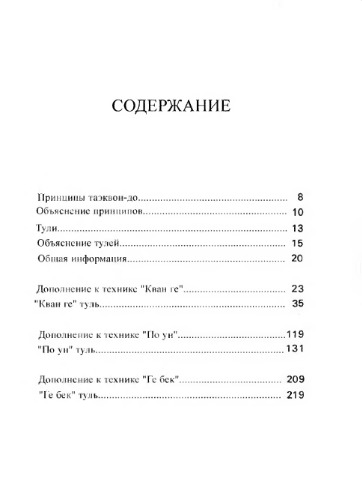 СОДЕРЖАНИЕ
Принципы таэквон-до 8
Объяснение принципов 10
Тули 13
Объяснение тулей 15
Общая информация 20
Дополнение к технике "Кван ге" 23
"Кван ге" туль 35
Дополнение к технике "По ун" 119
"По ун" туль 131
Дополнение к технике "Ге бек" 209
"Ге бек" туль 219